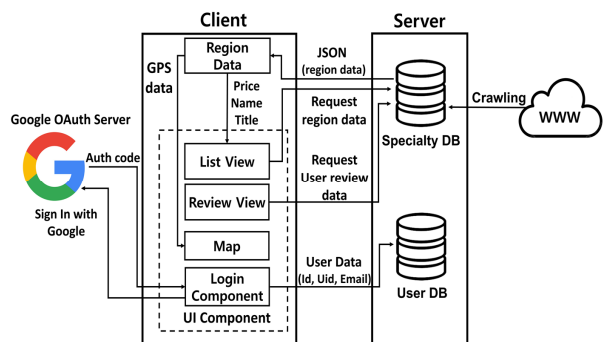 Client
Server
Region
Data
GPS
data
JSON
(region data)
Price
Name
Title
Request
region data
Crawling
WWW
Specialty DB
Google OAuth Server
Auth code
Sign In with
Google
List View
Request
User review
data
Review View
Map
Login
Component
UI Component
User Data
(Id, Uid, Email)
User DB